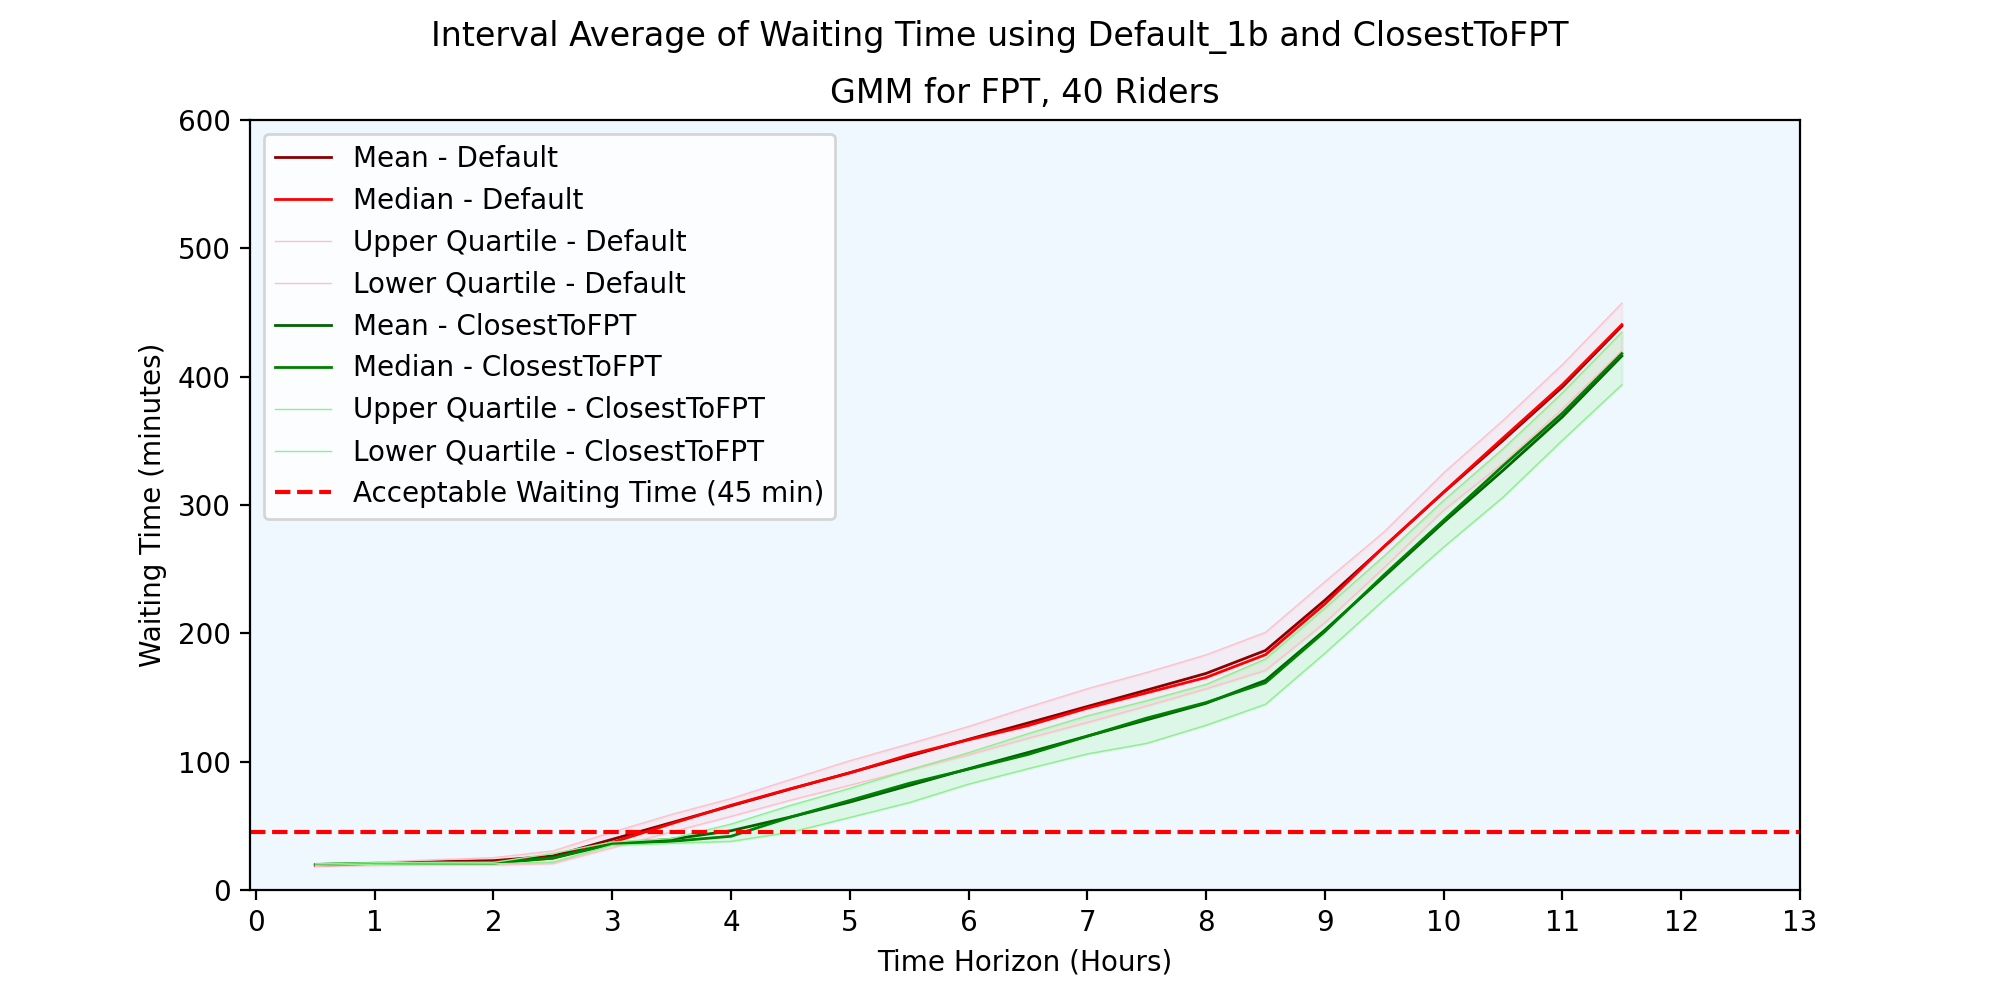 Interval Average of Waiting Time using Default_1b and ClosestToFPT
GMM for FPT, 40 Riders
600
500
400
300
200
100
0
Waiting Time (minutes)
Mean - Default
Median - Default
Upper Quartile - Default
Lower Quartile - Default
Mean - ClosestToFPT
Median - ClosestToFPT
Upper Quartile - ClosestToFPT
Lower Quartile - ClosestToFPT
Acceptable Waiting Time (45 min)
0 1 2 3 4 5 6 7 8 9 10 11 12 13
Time Horizon (Hours)